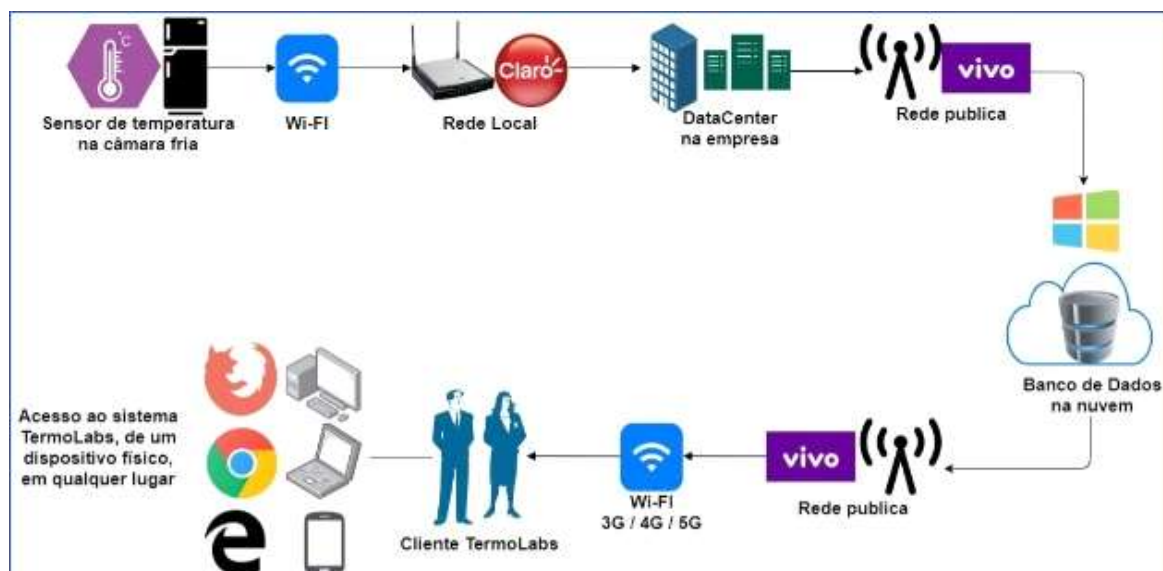 °C
Sensor de temperatura
na câmara fria
Wi-FI
Claro
Rede Local
DataCenter
na empresa
vivo
Rede publica
Banco de Dados
na nuvem
vivo
Rede publica
Wi-FI
3G / 4G / 5G
Cliente TermoLabs
Acesso ao sistema
TermoLabs, de um
dispositivo físico,
em qualquer lugar